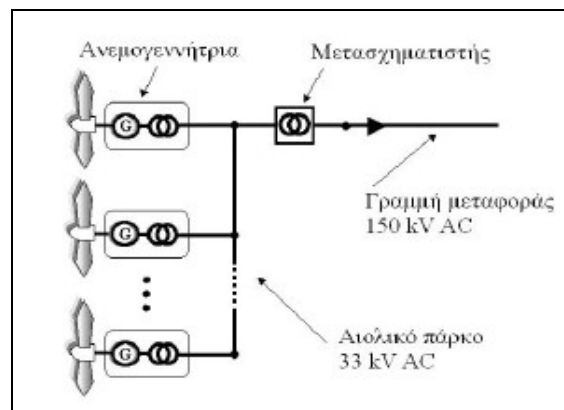 Ανεμογεννήτρια
Μετασχηματιστής
G
Γραμμή μεταφοράς
150 kV AC
G
Αιολικό πάρκο
33 kV AC
G